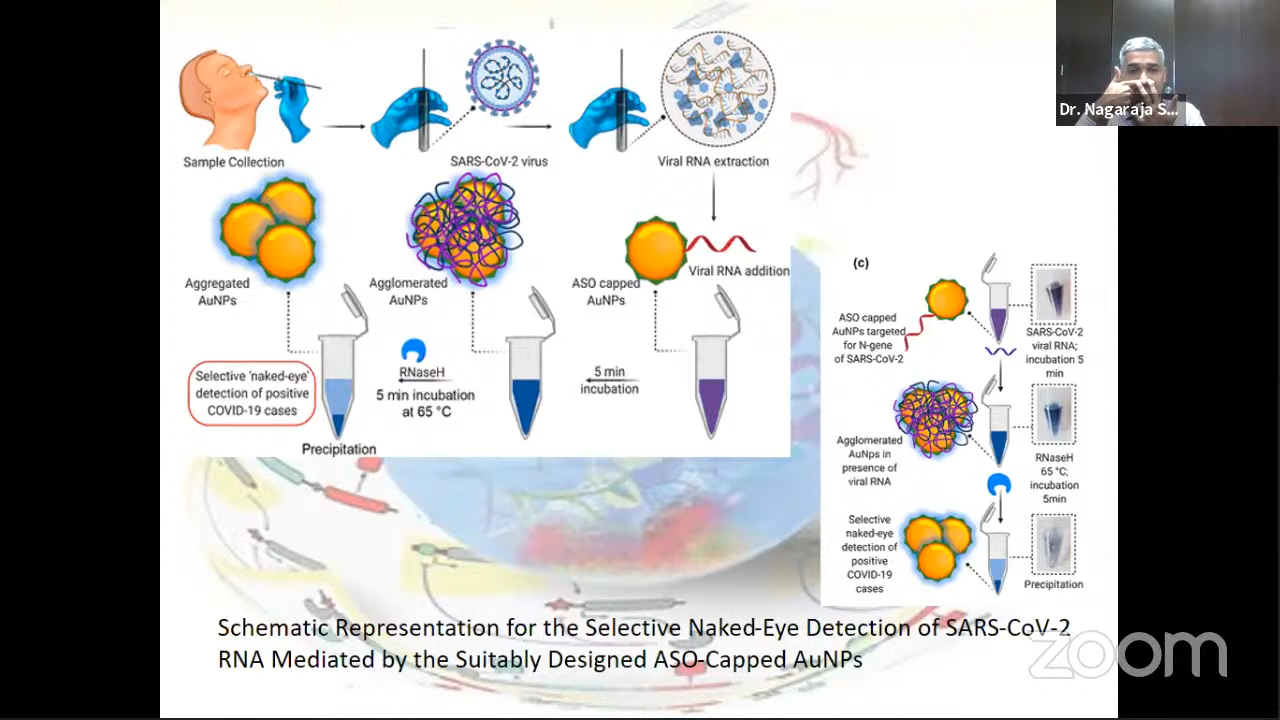 Dr. Nagaraja S...
Sample Collection
SARS-CoV-2 virus
Viral RNA extraction
Aggregated
AuNPs
Agglomerated
AuNPs
ASO capped
AuNPs
Viral RNA addition
Selective 'naked-eye'
detection of positive
COVID-19 cases
RNaseH
5 min incubation
at 65 °C
5 min
incubation
Precipitation
(c)
ASO capped
AuNPs targeted
for N-gene
of SARS-CoV-2
SARS-CoV-2
viral RNA;
incubation 5
min
Agglomerated
AuNps in
presence of
viral RNA
RNaseH
65 °C;
incubation
5min
Selective
naked-eye
detection of
positive
COVID-19
cases
Precipitation
Schematic Representation for the Selective Naked-Eye Detection of SARS-CoV-2
RNA Mediated by the Suitably Designed ASO-Capped AuNPs
zoom